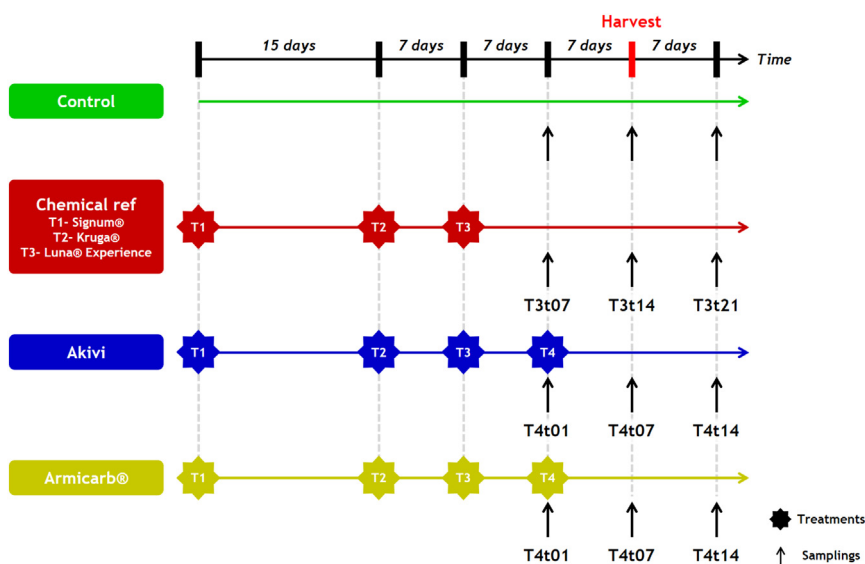 Harvest
15 days
7 days
7 days
7 days
7 days
Time
Control
Chemical ref
T1- Signum®
T2- Kruga®
T3- Luna® Experience
T1
T2
T3
T3t07
T3t14
T3t21
Akivi
T1
T2
T3
T4
T4t01
T4t07
T4t14
Armicarb®
T1
T2
T3
T4
T4t01
T4t07
T4t14
Treatments
Samplings